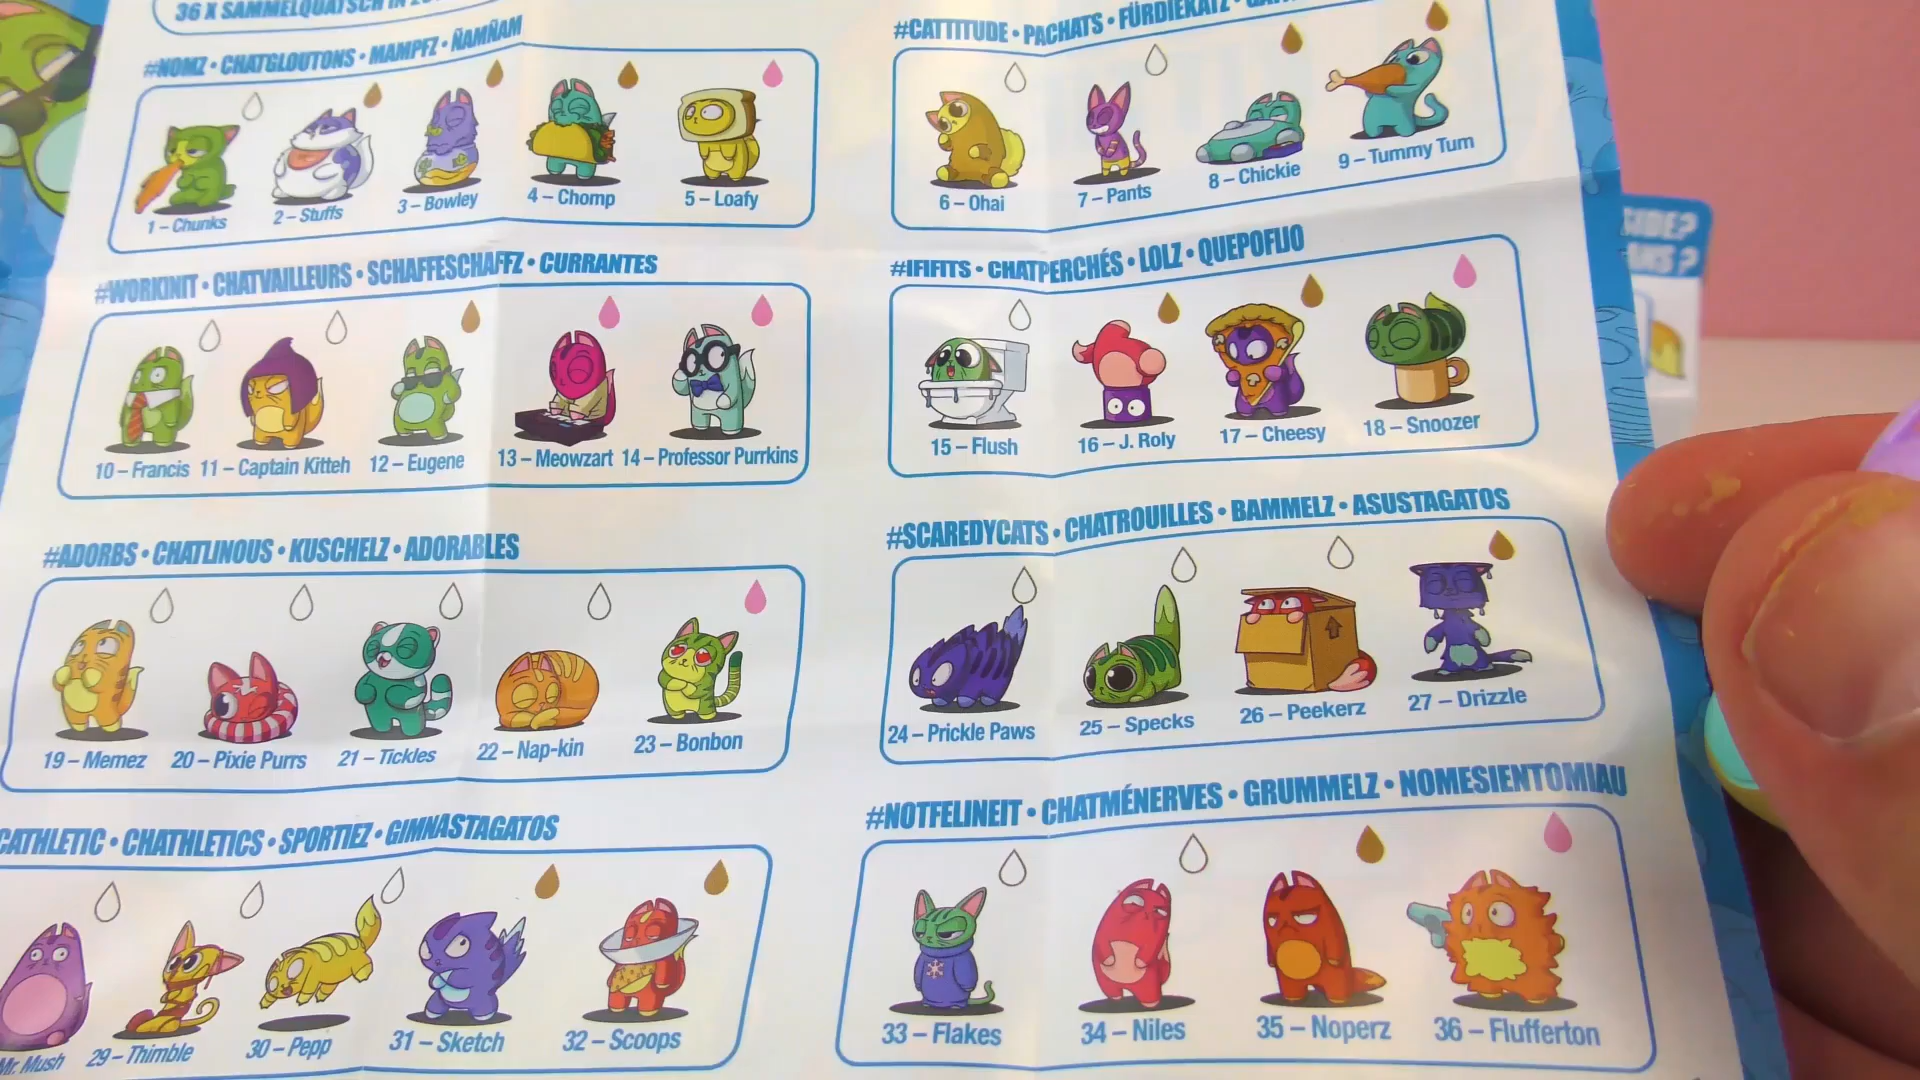 36 X SAMMELQUATSCH IN
#NOMZ • CHATGLOUTONS • MAMPFZ • ÑAMÑAM
1 – Chunks
2 – Stuffs
3 – Bowley
4 – Chomp
5 – Loafy
#CATTITUDE • PACHATS • FÜRDIEKATZ •
6 – Ohai
7 – Pants
8 – Chickie
9 – Tummy Tum
#WORKINIT • CHATVAILLEURS • SCHAFFESCHAFFZ • CURRANTES
10 – Francis
11 – Captain Kitteh
12 – Eugene
13 – Meowzart
14 – Professor Purrkins
#IFIFITS • CHATPERCHÉS • LOLZ • QUEPOFIJO
15 – Flush
16 – J. Roly
17 – Cheesy
18 – Snoozer
#ADORBS • CHATLINOUS • KUSCHELZ • ADORABLES
19 – Memez
20 – Pixie Purrs
21 – Tickles
22 – Nap-kin
23 – Bonbon
#SCAREDYCATS • CHATROUILLES • BAMMELZ • ASUSTAGATOS
24 – Prickle Paws
25 – Specks
26 – Peekerz
27 – Drizzle
CATHLETIC • CHATHLETICS • SPORTIEZ • GIMNASTAGATOS
Mr. Mush
29 – Thimble
30 – Pepp
31 – Sketch
32 – Scoops
#NOTFELINEIT • CHATMÉNERVES • GRUMMELZ • NOMESIENTOMIAU
33 – Flakes
34 – Niles
35 – Noperz
36 – Flufferton